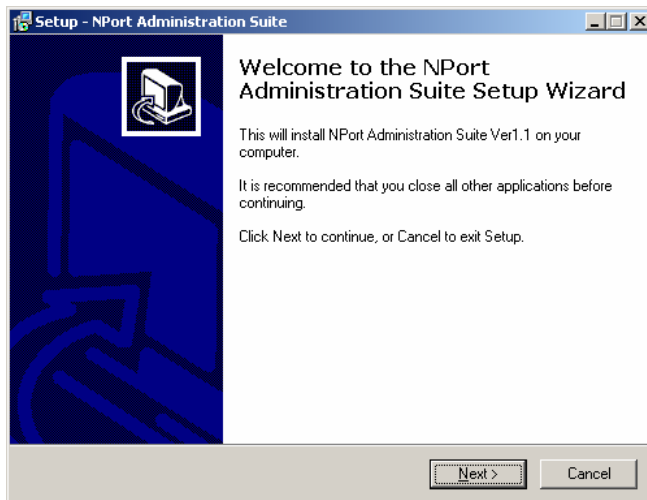 Setup - NPort Administration Suite
Welcome to the NPort
Administration Suite Setup Wizard
This will install NPort Administration Suite Ver1.1 on your
computer.
It is recommended that you close all other applications before
continuing.
Click Next to continue, or Cancel to exit Setup.
Next >
Cancel